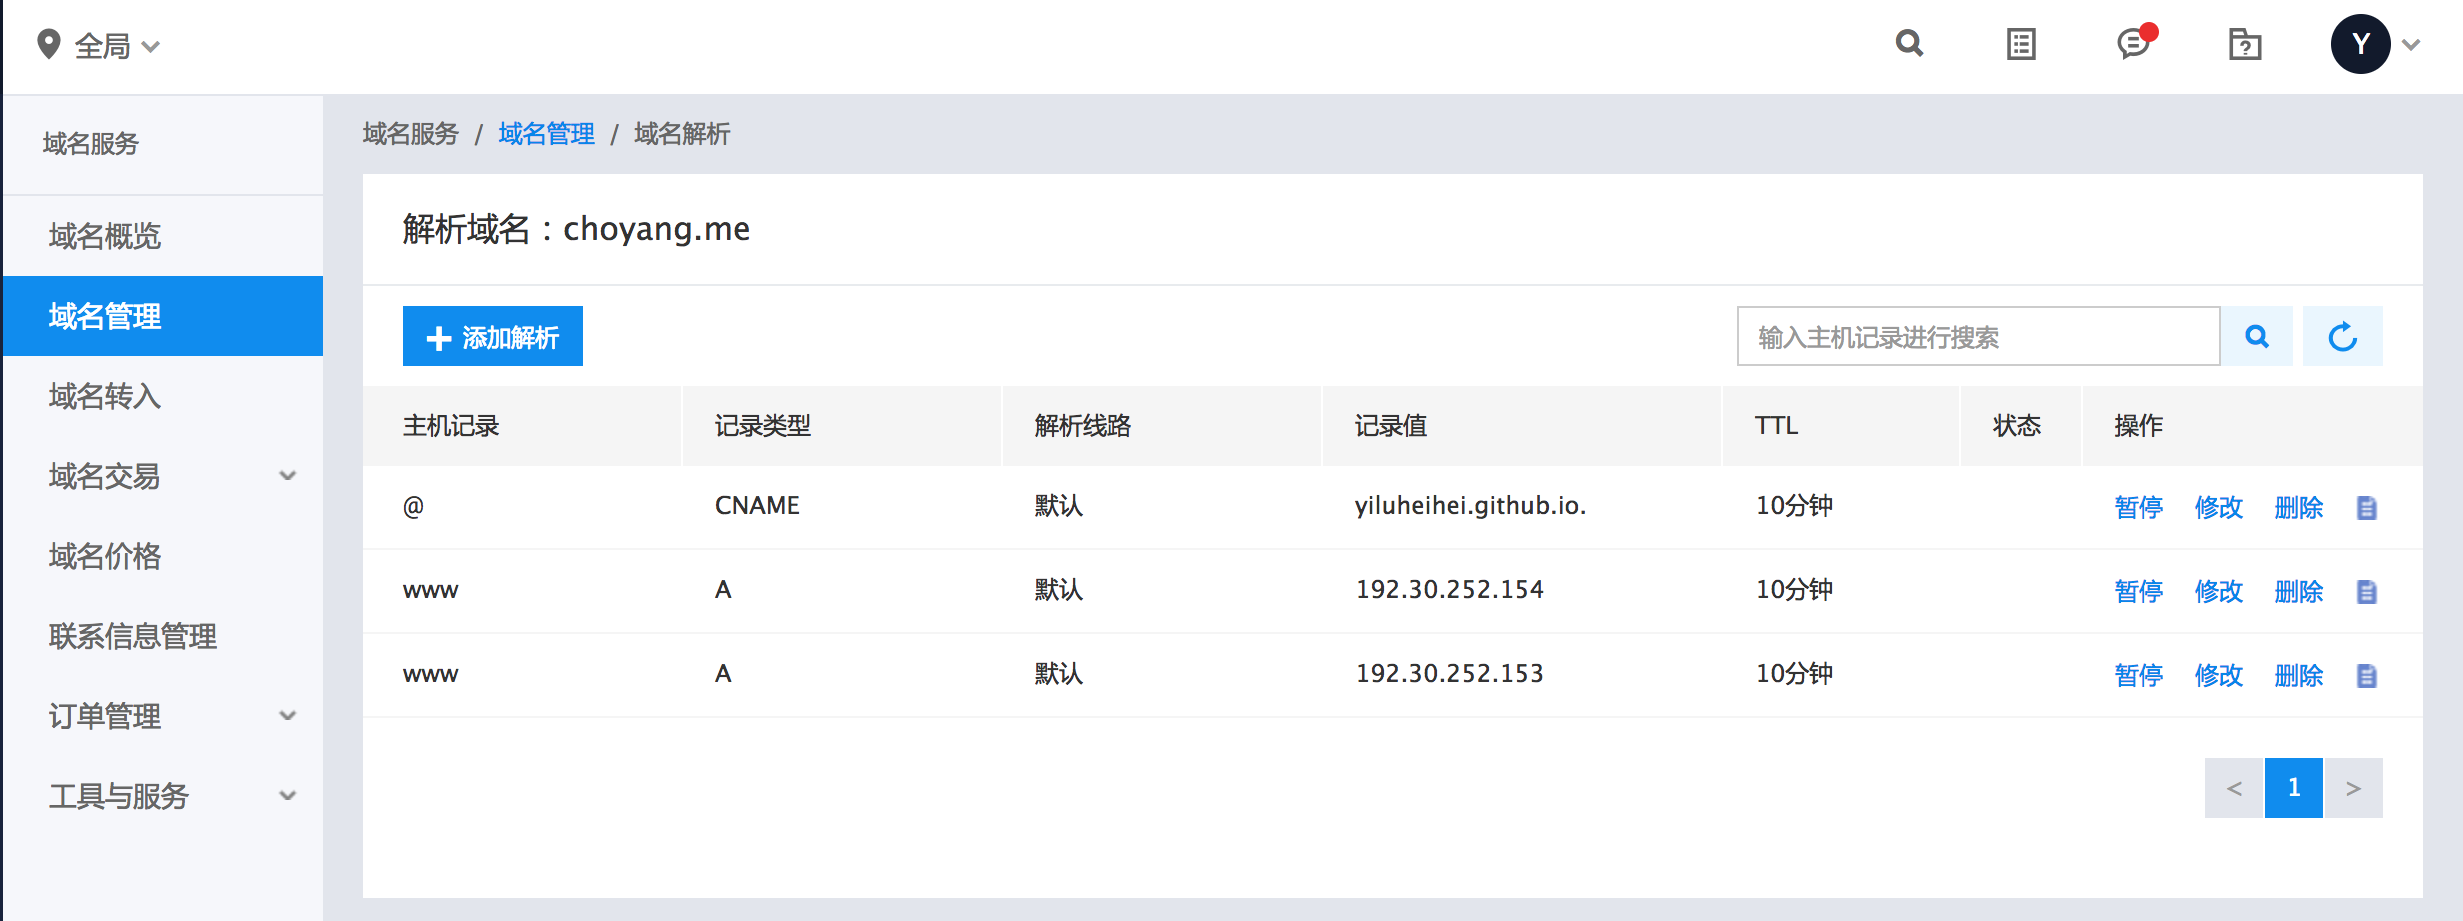 全局
Y
域名服务
域名概览
域名管理
域名转入
域名交易
域名价格
联系信息管理
订单管理
工具与服务
域名服务 / 域名管理 / 域名解析
解析域名：choyang.me
添加解析
输入主机记录进行搜索
主机记录 记录类型 解析线路 记录值 TTL 状态 操作
@ CNAME 默认 yiluheihei.github.io. 10分钟 暂停 修改 删除
www A 默认 192.30.252.154 10分钟 暂停 修改 删除
www A 默认 192.30.252.153 10分钟 暂停 修改 删除
< 1 >